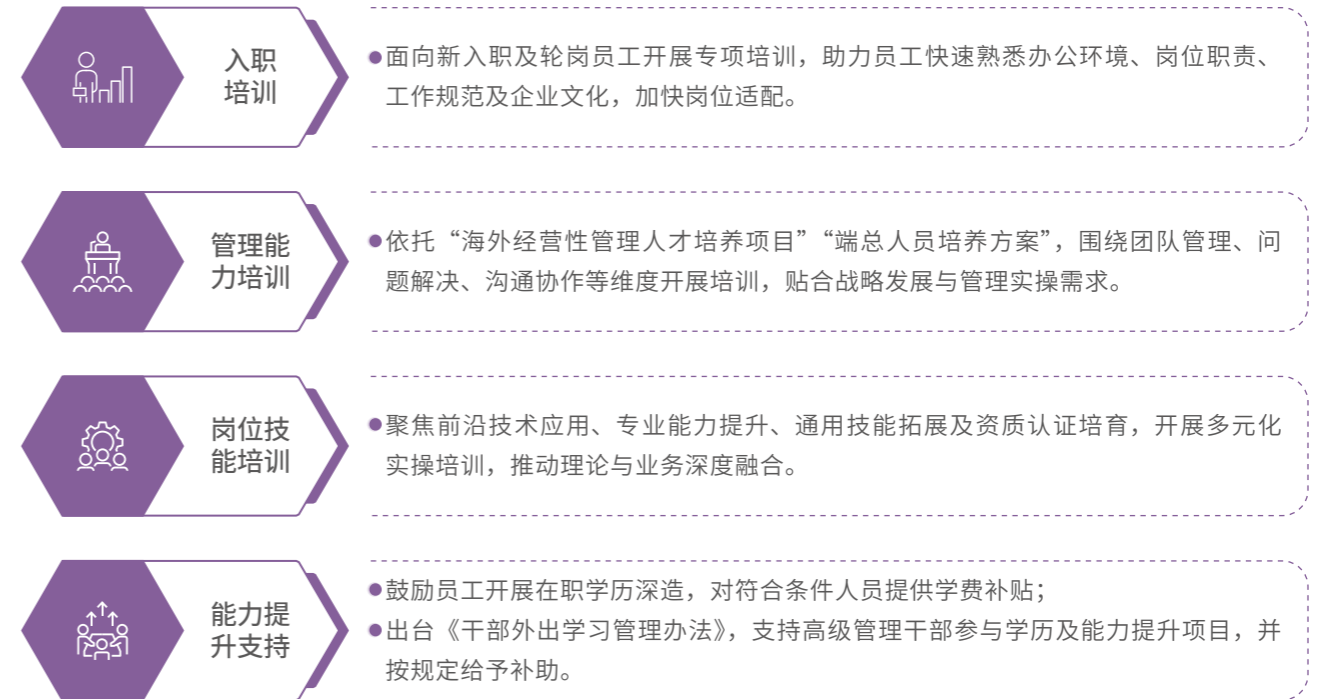 入职
培训
●面向新入职及轮岗员工开展专项培训，助力员工快速熟悉办公环境、岗位职责、
工作规范及企业文化，加快岗位适配。
管理能
力培训
●依托“海外经营性管理人才培养项目”“端总人员培养方案”，围绕团队管理、问
题解决、沟通协作等维度开展培训，贴合战略发展与管理实操需求。
岗位技
能培训
●聚焦前沿技术应用、专业能力提升、通用技能拓展及资质认证培育，开展多元化
实操培训，推动理论与业务深度融合。
能力提
升支持
●鼓励员工开展在职学历深造，对符合条件人员提供学费补贴；
●出台《干部外出学习管理办法》，支持高级管理干部参与学历及能力提升项目，并
按规定给予补助。